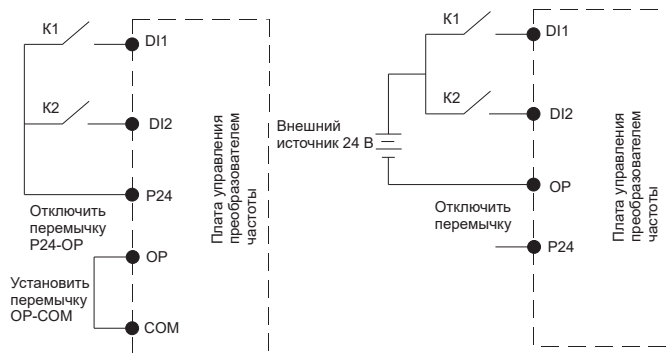 K1
DI1
K2
DI2
P24
Отключить
перемычку
P24-OP
OP
Установить
перемычку
OP-COM
COM
Плата управления
преобразователем
частоты
K1
DI1
K2
DI2
Внешний
источник 24 В
OP
Отключить
перемычку
P24
Плата управления
преобразователем
частоты